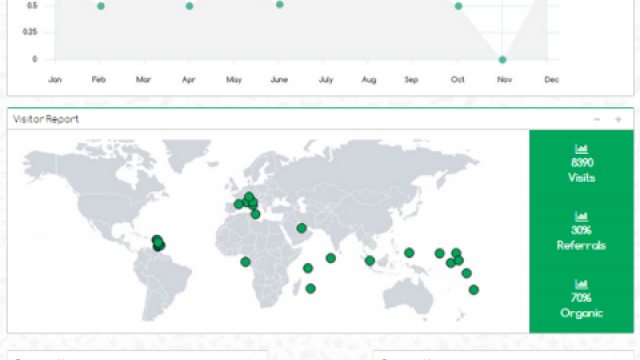 0.5
0.25
0
Jan Feb Mar Apr May June July Aug Sep Oct Nov Dec
Visitor Report
8390
Visits
30%
Referrals
70%
Organic